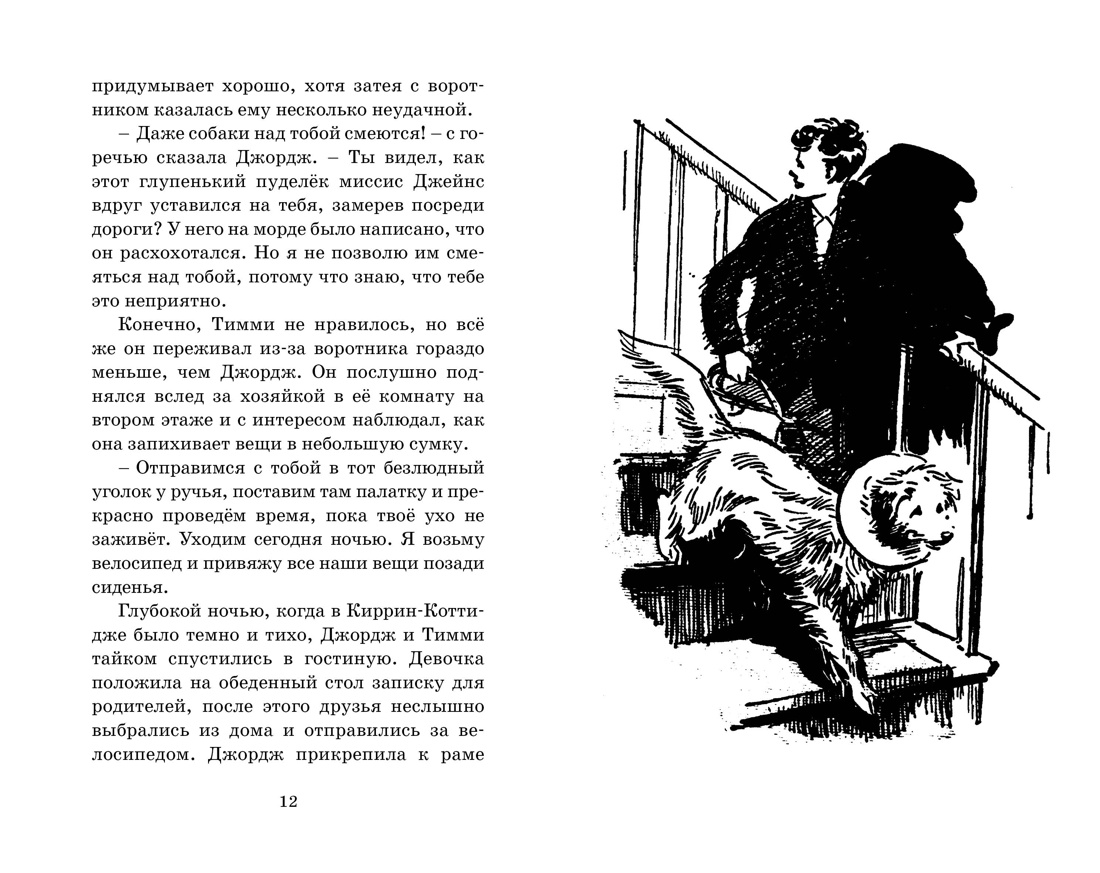 придумывает хорошо, хотя затея с ворот-
ником казалась ему несколько неудачной.
– Даже собаки над тобой смеются! – с го-
речью сказала Джордж. – Ты видел, как
этот глупенький пуделёк миссис Джейнс
вдруг уставился на тебя, замерев посреди
дороги? У него на морде было написано, что
он расхохотался. Но я не позволю им сме-
яться над тобой, потому что знаю, что тебе
это неприятно.
Конечно, Тимми не нравилось, но всё
же он переживал из-за воротника гораздо
меньше, чем Джордж. Он послушно под-
нялся вслед за хозяйкой в её комнату на
втором этаже и с интересом наблюдал, как
она запихивает вещи в небольшую сумку.
– Отправимся с тобой в тот безлюдный
уголок у ручья, поставим там палатку и пре-
красно проведём время, пока твоё ухо не
заживёт. Уходим сегодня ночью. Я возьму
велосипед и привяжу все наши вещи позади
сиденья.
Глубокой ночью, когда в Киррин-Котти-
дже было темно и тихо, Джордж и Тимми
тайком спустились в гостиную. Девочка
положила на обеденный стол записку для
родителей, после этого друзья неслышно
выбрались из дома и отправились за ве-
лосипедом. Джордж прикрепила к раме
12